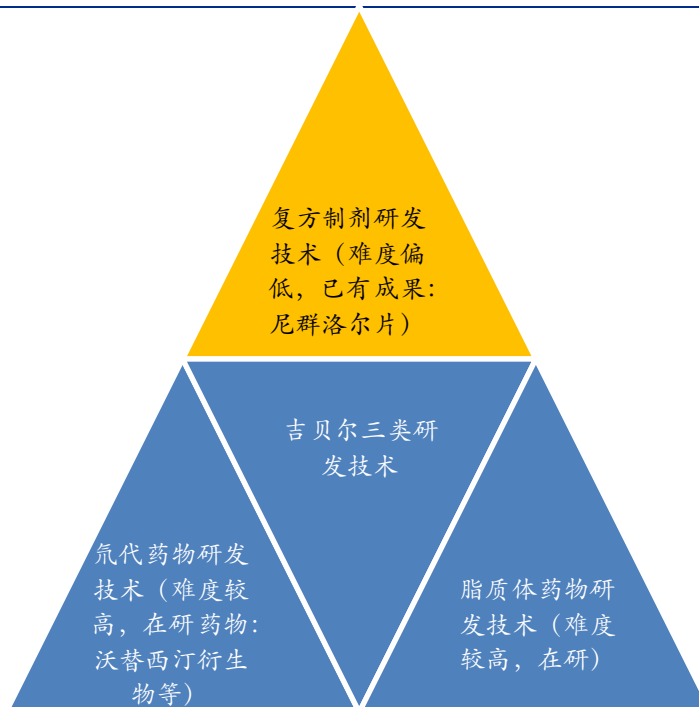 复方制剂研发
技术（难度偏
低，已有成果：
尼群洛尔片）
吉贝尔三类研
发技术
氘代药物研发
技术（难度较
高，在研药物：
沃替西汀衍生
物等）
脂质体药物研
发技术（难度
较高，在研）